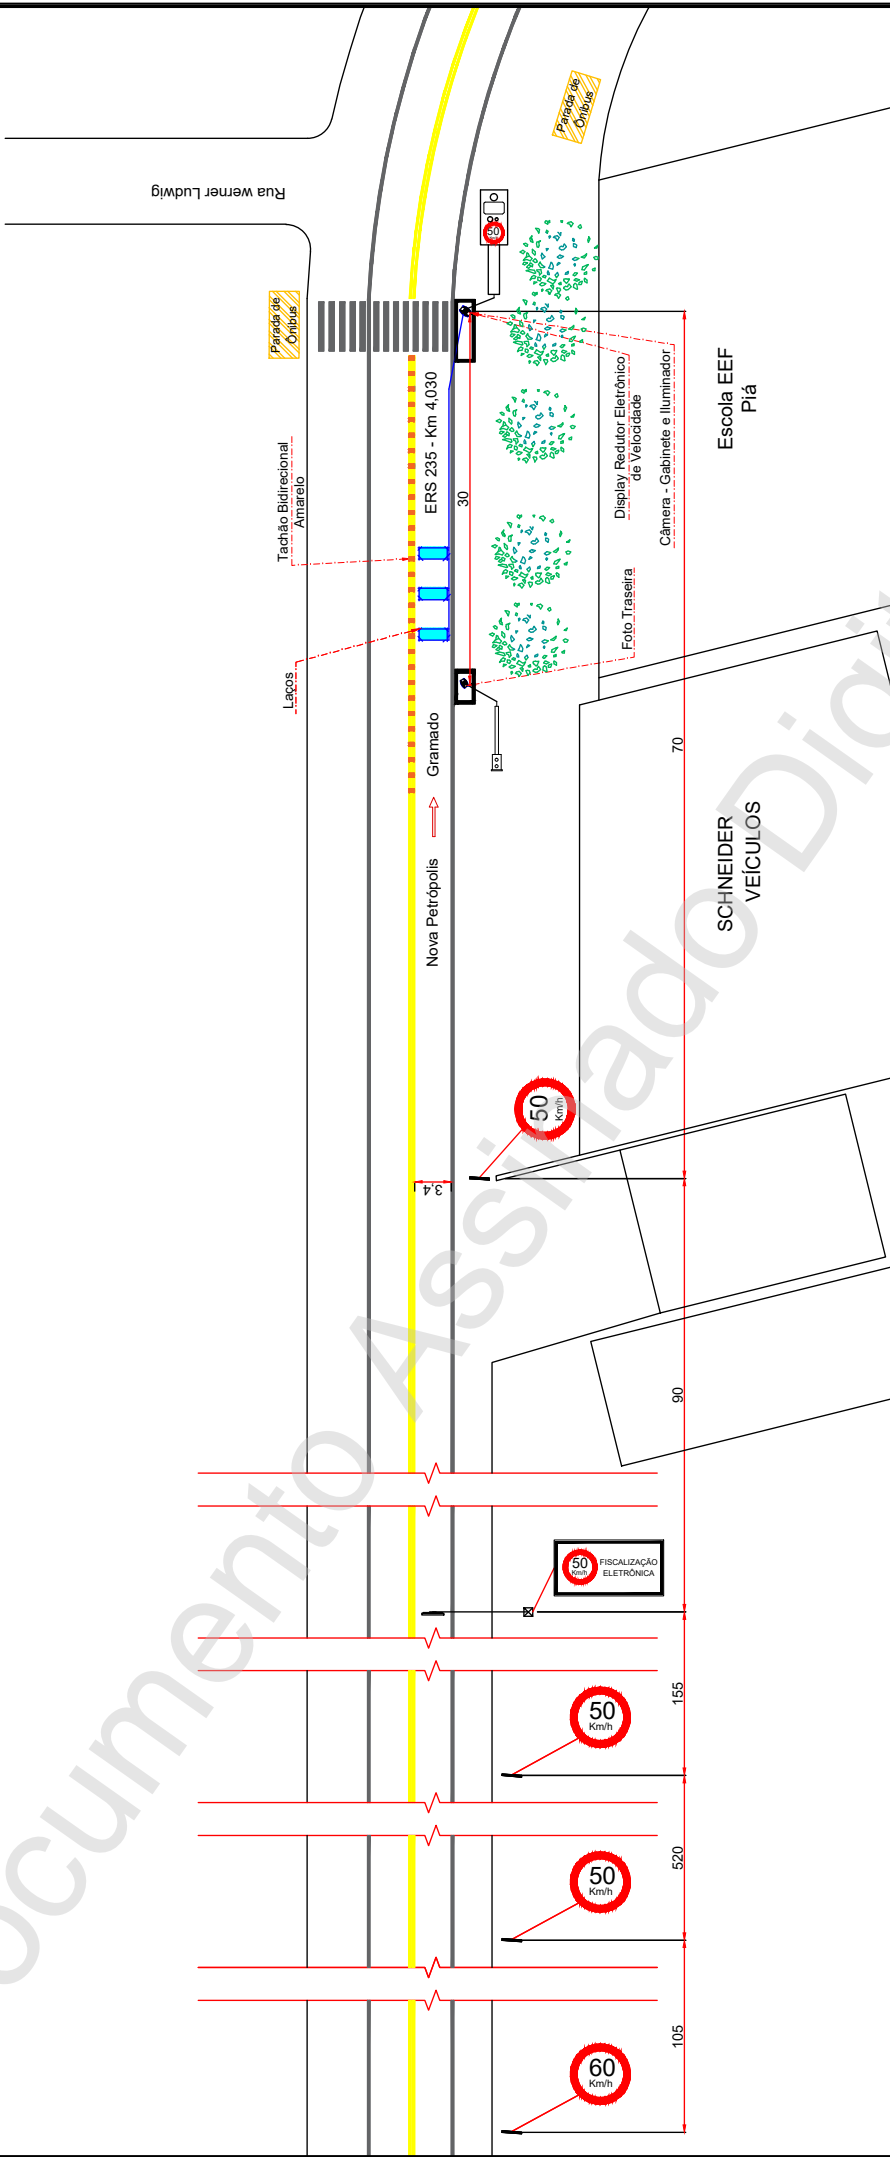 Parada de
Ônibus
Rua werner Ludwig
50
Km/h
Parada de
Ônibus
ERS 235 - Km 4,030
Tachão Bidirecional
Amarelo
30
Display Redutor Eletrônico
de Velocidade
Câmera - Gabinete e Iluminador
Escola EEF
Piá
Laços
Foto Traseira
Nova Petrópolis
Gramado
70
SCHNEIDER
VEÍCULOS
50
Km/h
3,4
90
50
Km/h
FISCALIZAÇÃO
ELETRÔNICA
155
50
Km/h
520
50
Km/h
105
60
Km/h
ocumento Assinado Digit